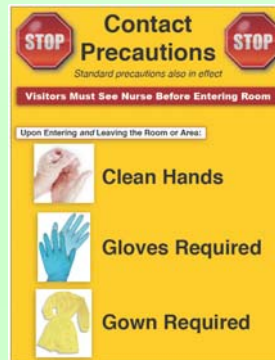 STOP
Contact
Precautions
STOP
Standard precautions also in effect
Visitors Must See Nurse Before Entering Room
Upon Entering and Leaving the Room or Area:
Clean Hands
Gloves Required
Gown Required